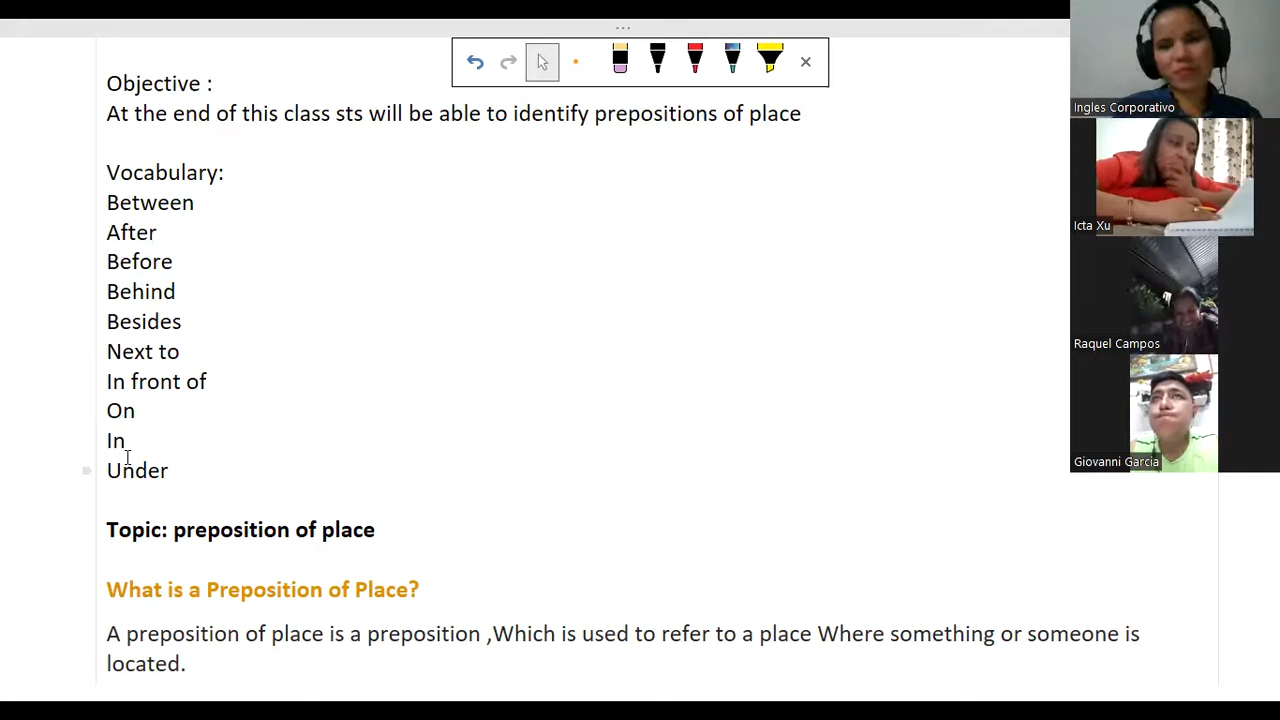 Objective :
At the end of this class sts will be able to identify prepositions of place
Vocabulary:
Between
After
Before
Behind
Besides
Next to
In front of
On
In
Under
Topic: preposition of place
What is a Preposition of Place?
A preposition of place is a preposition ,Which is used to refer to a place Where something or someone is
located.
Ingles Corporativo
Icta Xu
Raquel Campos
Giovanni Garcia